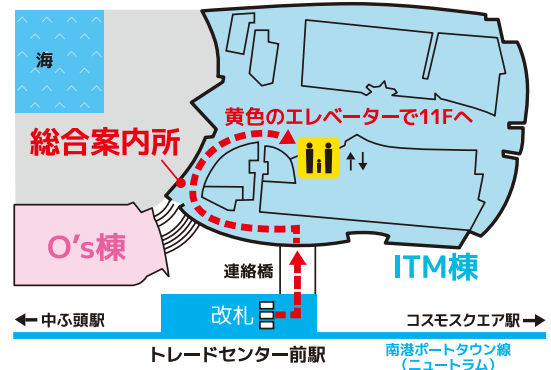 海
黄色のエレベーターで11Fへ
総合案内所
O's棟
ITM棟
連絡橋
改札
中ふ頭駅
コスモスクエア駅
トレードセンター前駅
南港ポートタウン線
（ニュートラム）